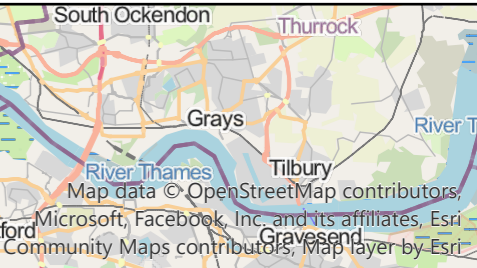 South Ockendon
Thurrock
Grays
River T
River Thames
Tilbury
Map data © OpenStreetMap contributors,
Microsoft, Facebook, Inc. and its affiliates, Esri
ford
Gravesend
Community Maps contributors, Map layer by Esri